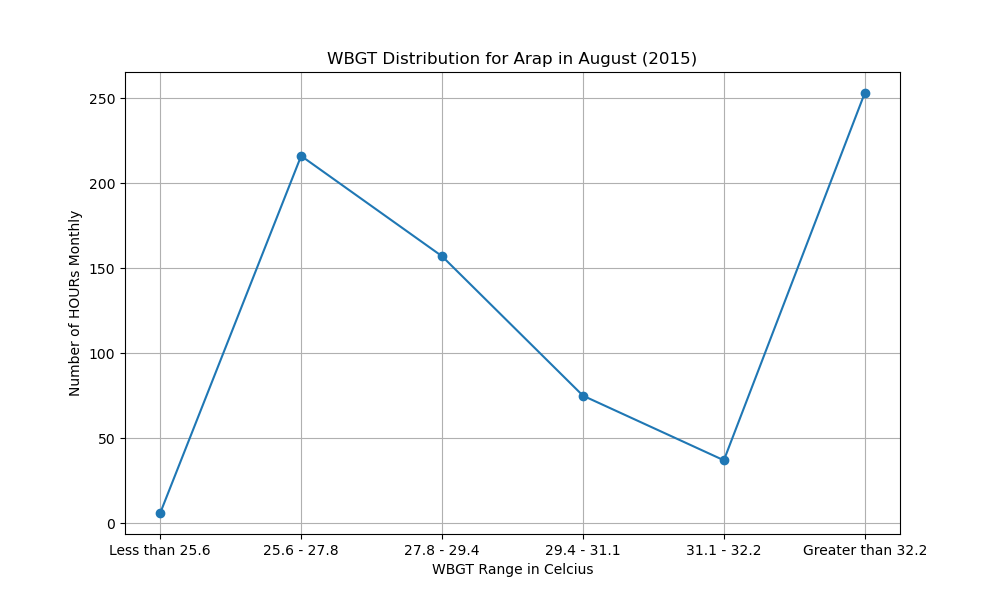 WBGT Distribution for Arap in August (2015)
Number of HOURs Monthly
250
200
150
100
50
0
Less than 25.6
25.6 - 27.8
27.8 - 29.4
29.4 - 31.1
31.1 - 32.2
Greater than 32.2
WBGT Range in Celcius